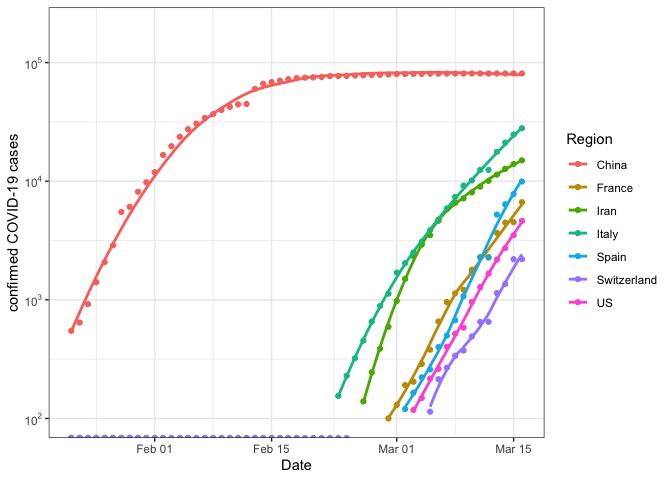 confirmed COVID-19 cases
10⁵
10⁴
10³
10²
Feb 01
Feb 15
Mar 01
Mar 15
Date
Region
China
France
Iran
Italy
Spain
Switzerland
US